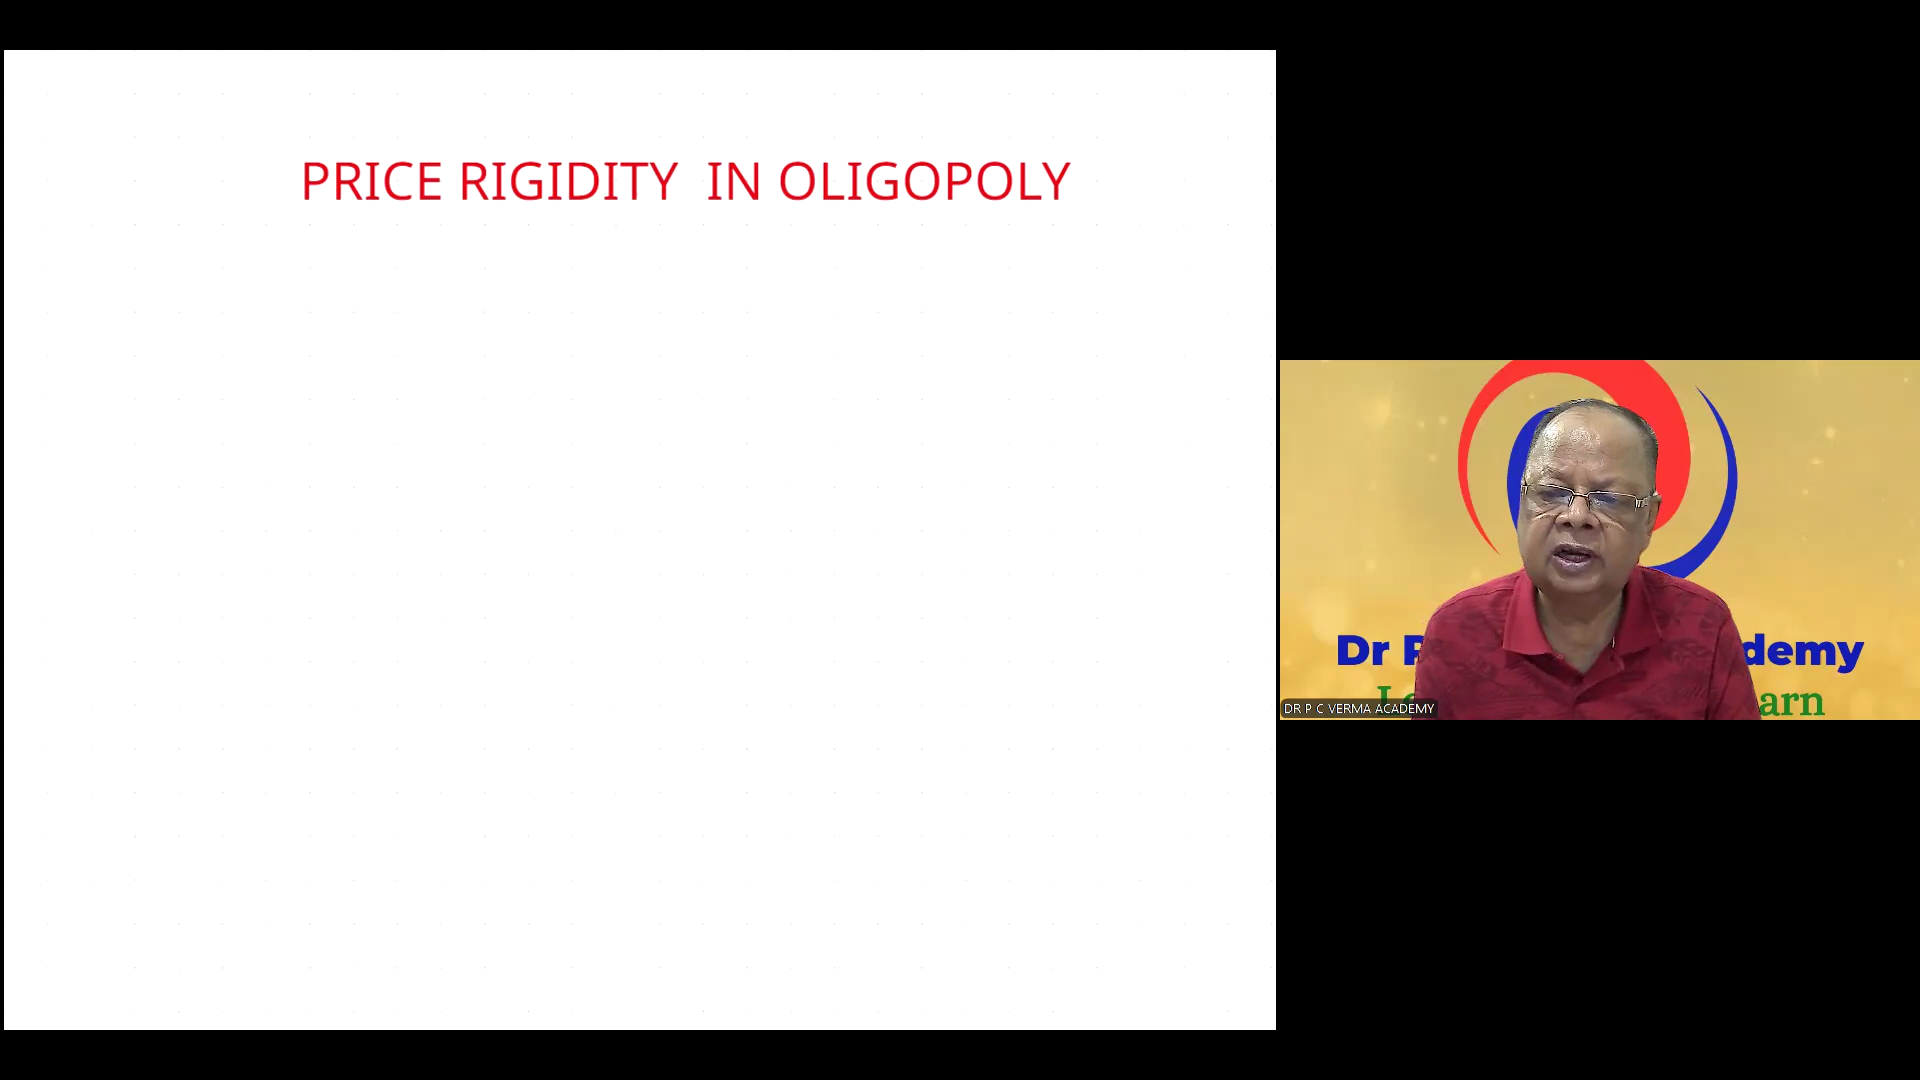 PRICE RIGIDITY IN OLIGOPOLY
Dr
demy
arn
DR P C VERMA ACADEMY